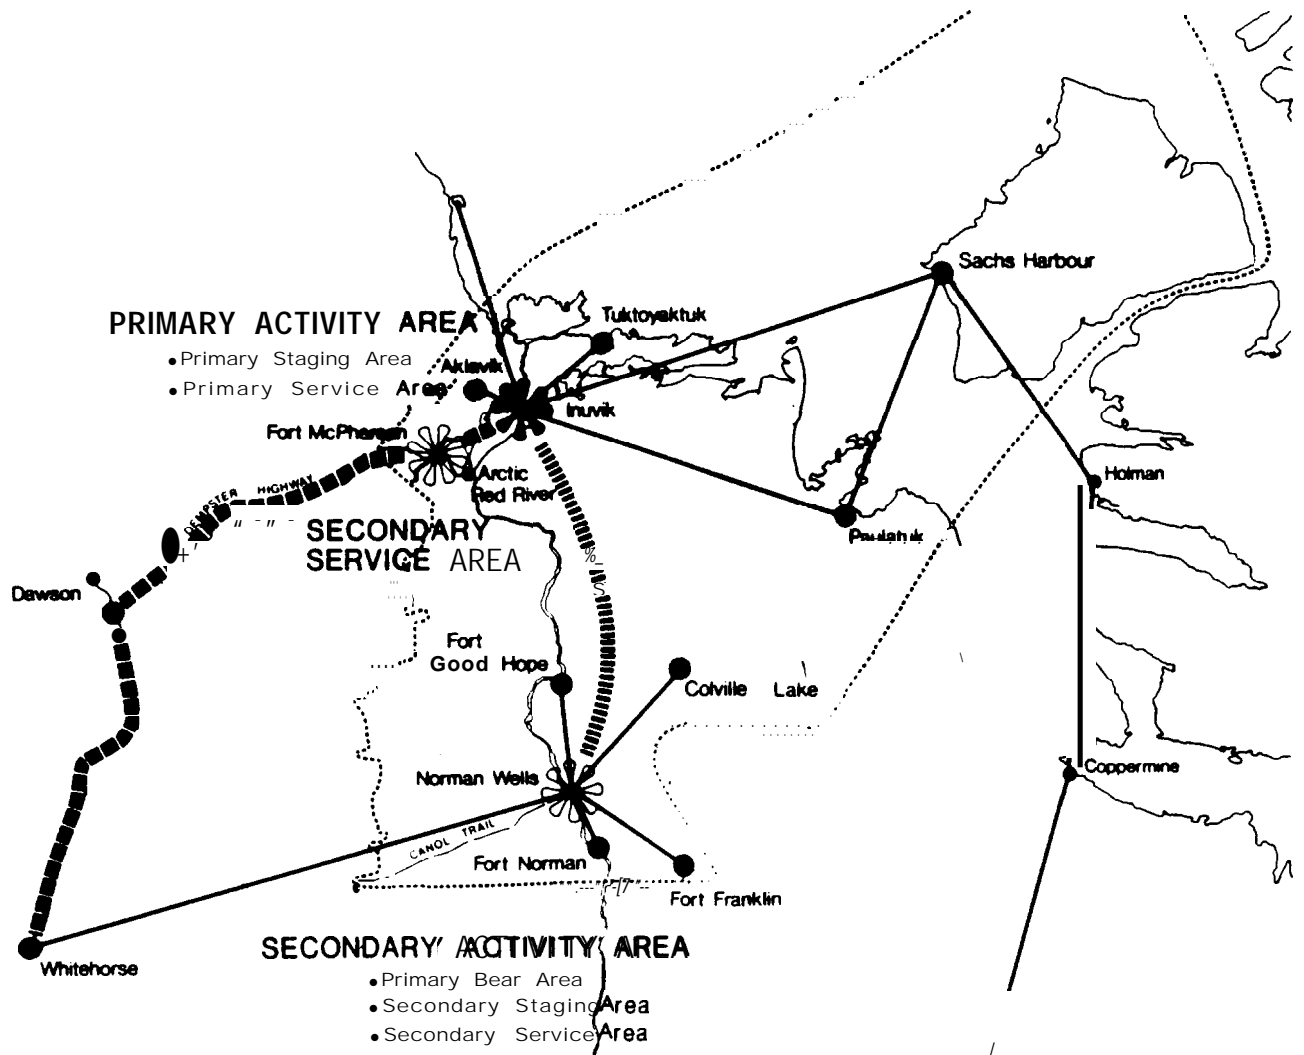 Sachs Harbour
PRIMARY ACTIVITY AREA
Tuktoyaktuk
• Primary Staging Area
Aklavik
• Primary Service Area
Inuvik
Fort McPherson
Arctic
Red River
Holman
DEMPSTER HIGHWAY
SECONDARY
SERVICE AREA
Paulatuk
Dawson
Fort
Good Hope
Colville Lake
Norman Wells
Coppermine
CANOL TRAIL
Fort Norman
Fort Franklin
SECONDARY ACTIVITY AREA
Whitehorse
• Primary Bear Area
• Secondary Staging Area
• Secondary Service Area